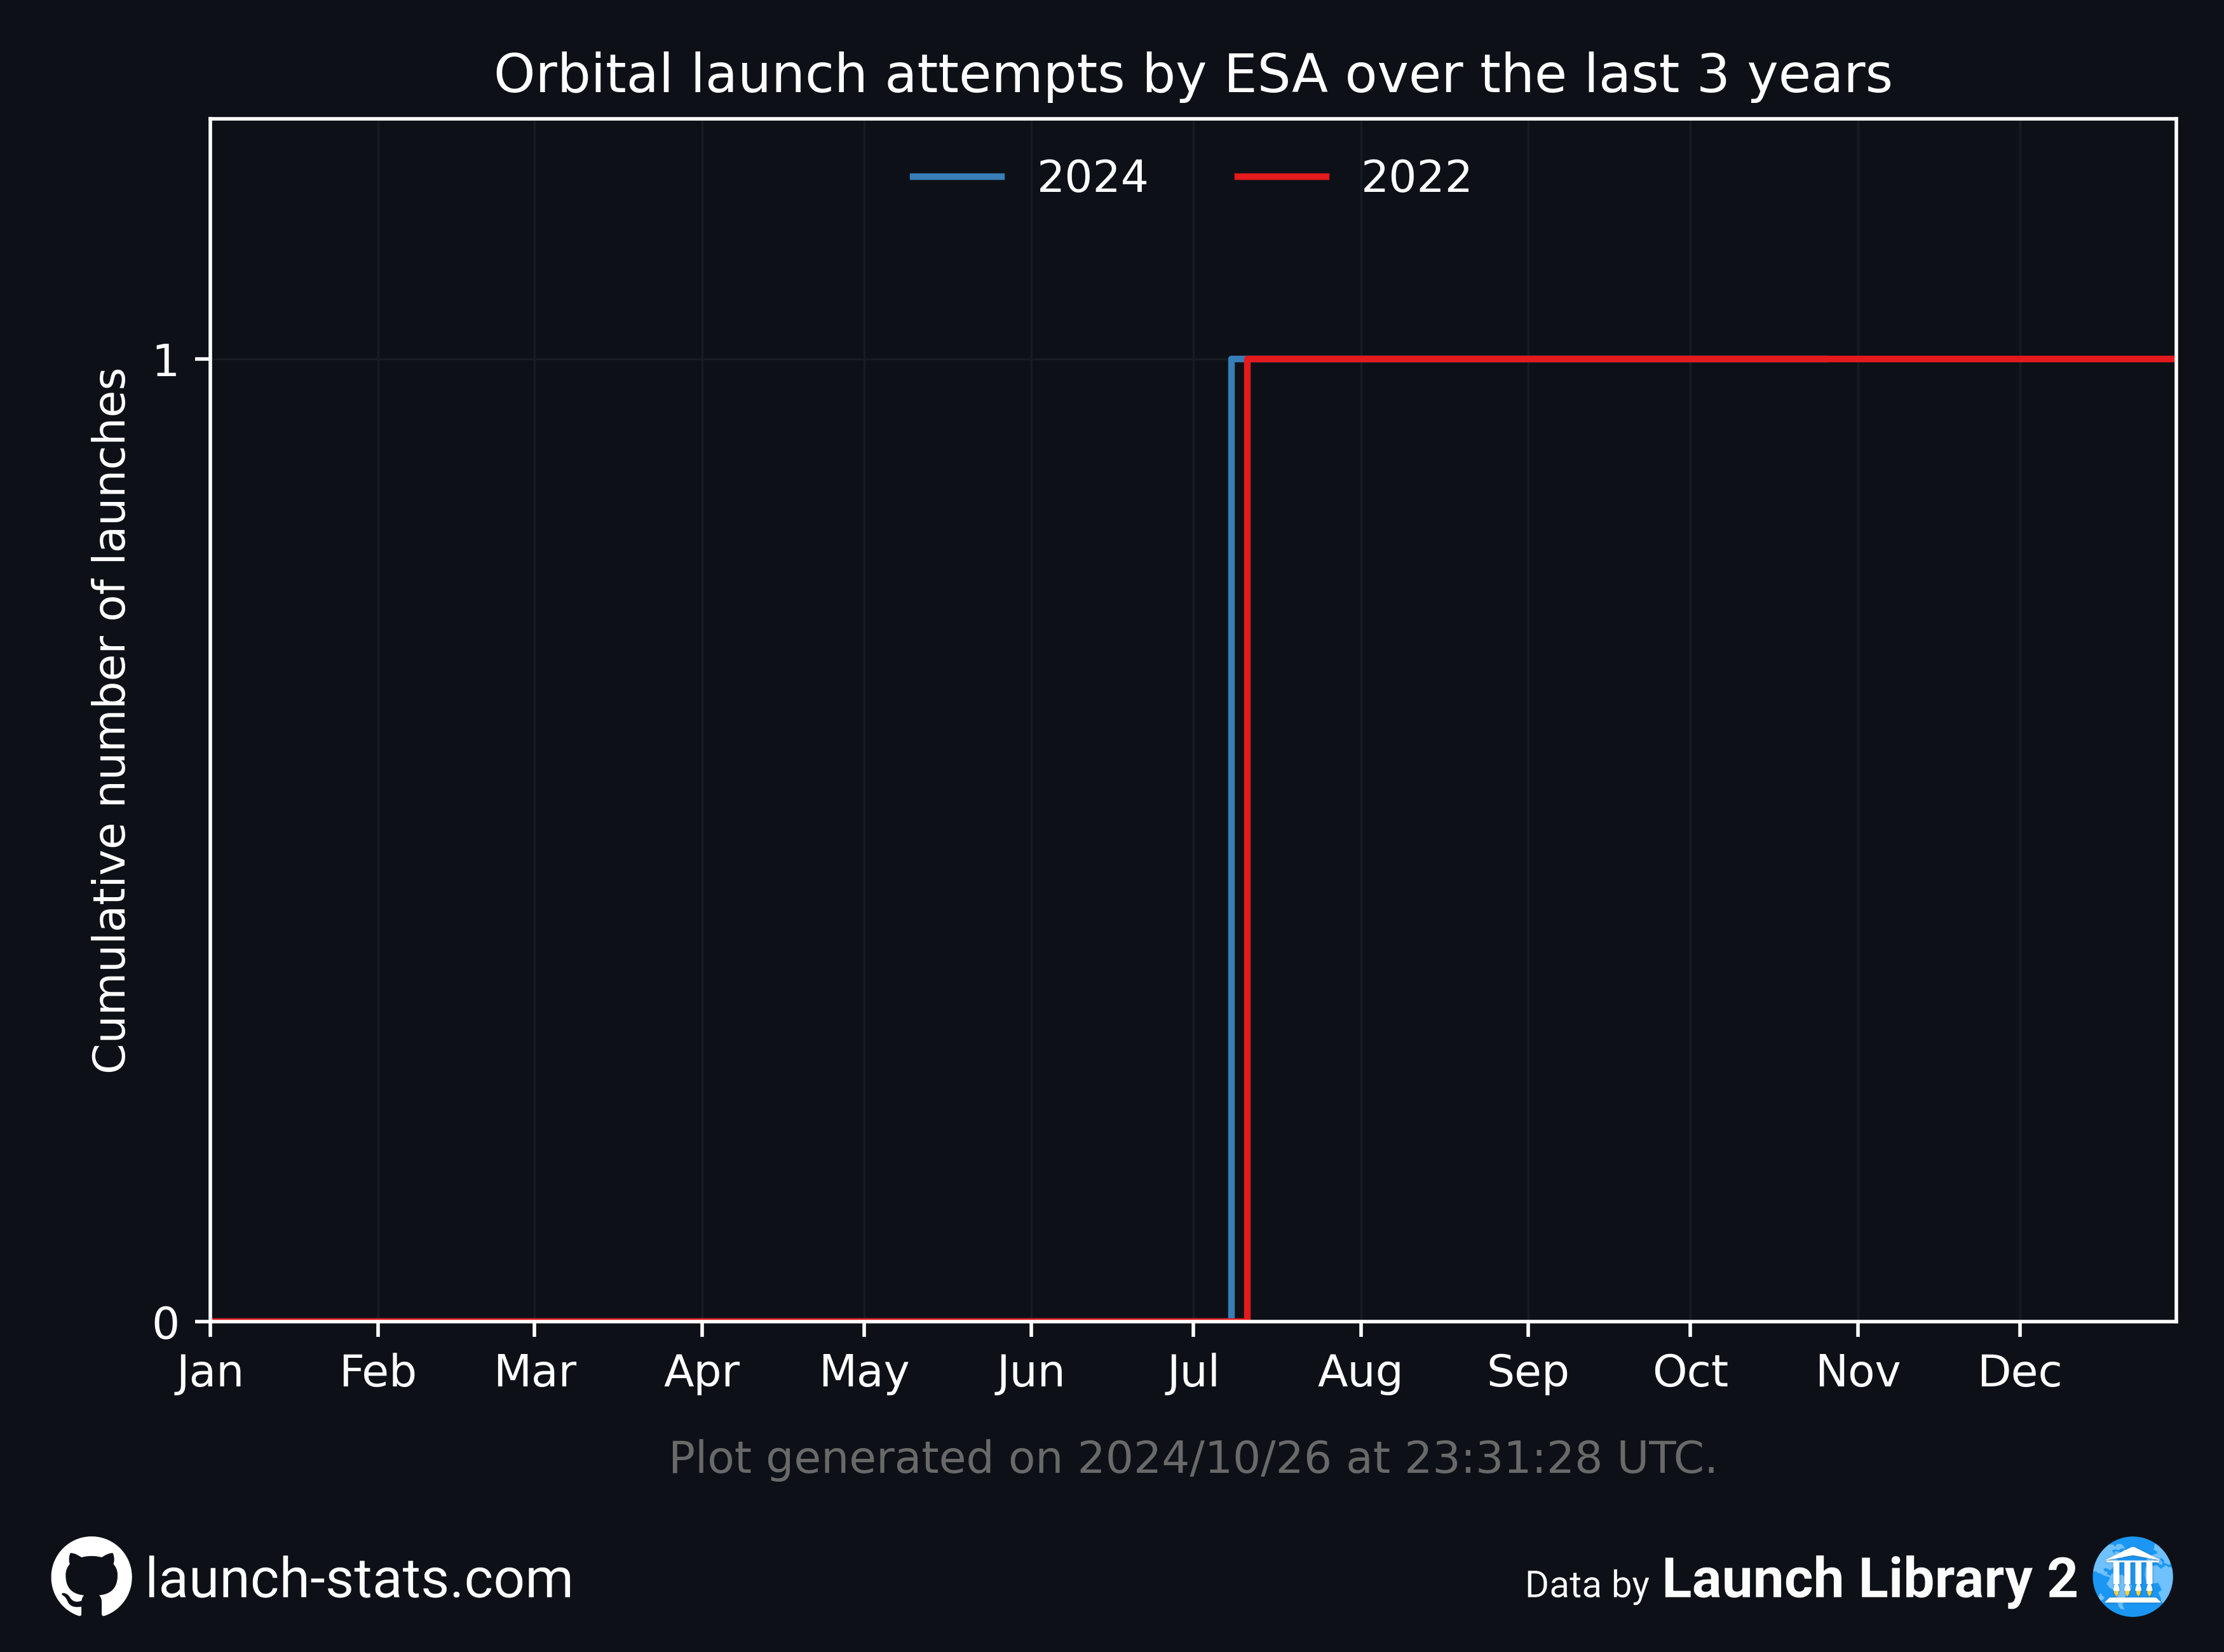 Orbital launch attempts by ESA over the last 3 years
2024 2022
Cumulative number of launches
1
0
Jan Feb Mar Apr May Jun Jul Aug Sep Oct Nov Dec
Plot generated on 2024/10/26 at 23:31:28 UTC.
launch-stats.com
Data by Launch Library 2